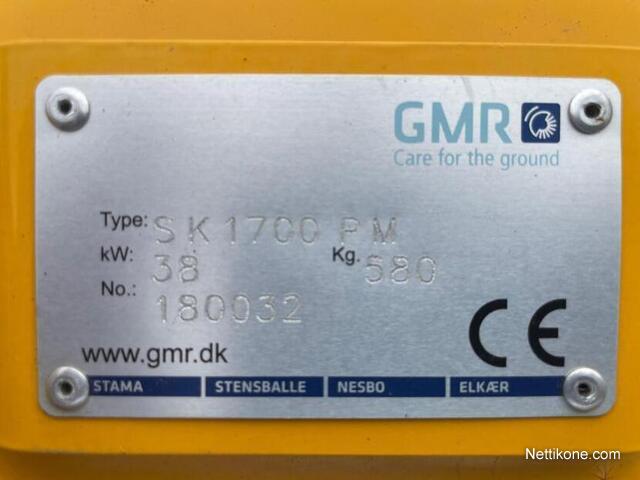 GMR
Care for the ground
Type: SK1700 PM
kW: 38 Kg. 580
No.: 180032
CE
www.gmr.dk
STAMA STENSBALLE NESBO ELKÆR
Nettikone.com